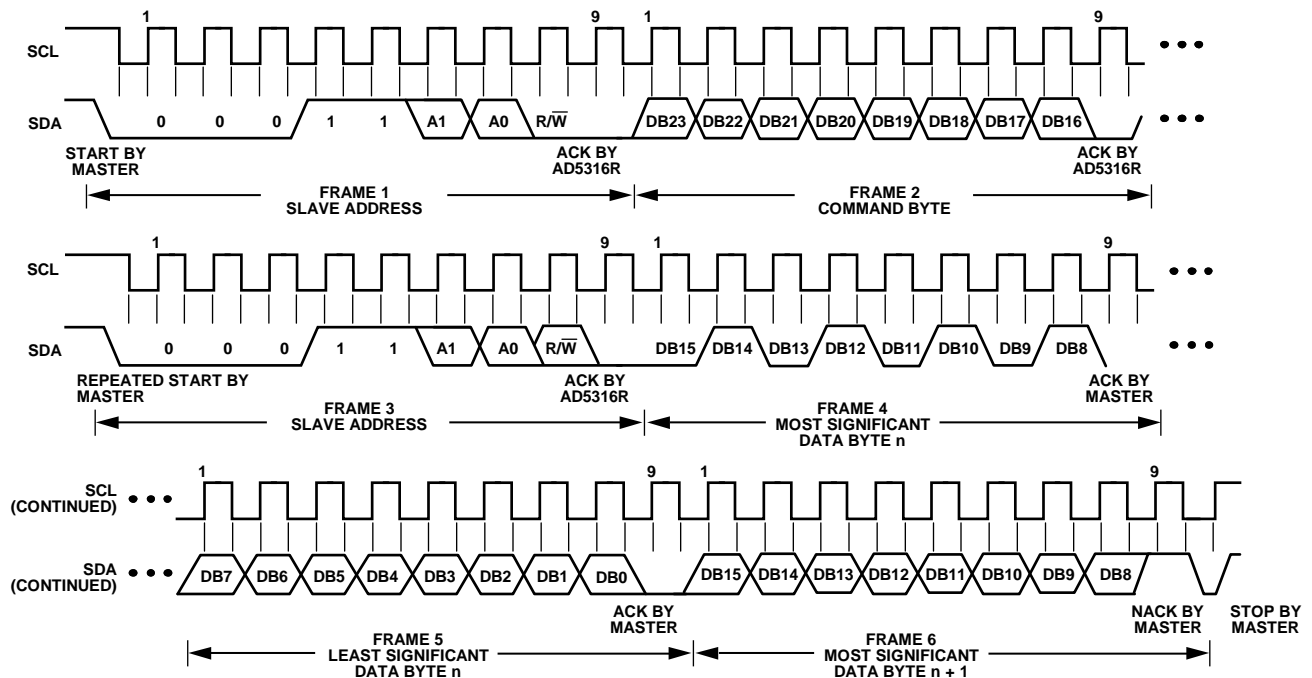 1 9 1 9
SCL
SDA 0 0 0 1 1 A1 A0 R/W̅ DB23 DB22 DB21 DB20 DB19 DB18 DB17 DB16
START BY
MASTER
ACK BY
AD5316R
ACK BY
AD5316R
FRAME 1
SLAVE ADDRESS
FRAME 2
COMMAND BYTE
1 9 1 9
SCL
SDA 0 0 0 1 1 A1 A0 R/W̅ DB15 DB14 DB13 DB12 DB11 DB10 DB9 DB8
REPEATED START BY
MASTER
ACK BY
AD5316R
ACK BY
MASTER
FRAME 3
SLAVE ADDRESS
FRAME 4
MOST SIGNIFICANT
DATA BYTE n
1 9 1 9
SCL
(CONTINUED)
SDA
(CONTINUED)
DB7 DB6 DB5 DB4 DB3 DB2 DB1 DB0 DB15 DB14 DB13 DB12 DB11 DB10 DB9 DB8
ACK BY
MASTER
NACK BY
MASTER
STOP BY
MASTER
FRAME 5
LEAST SIGNIFICANT
DATA BYTE n
FRAME 6
MOST SIGNIFICANT
DATA BYTE n + 1